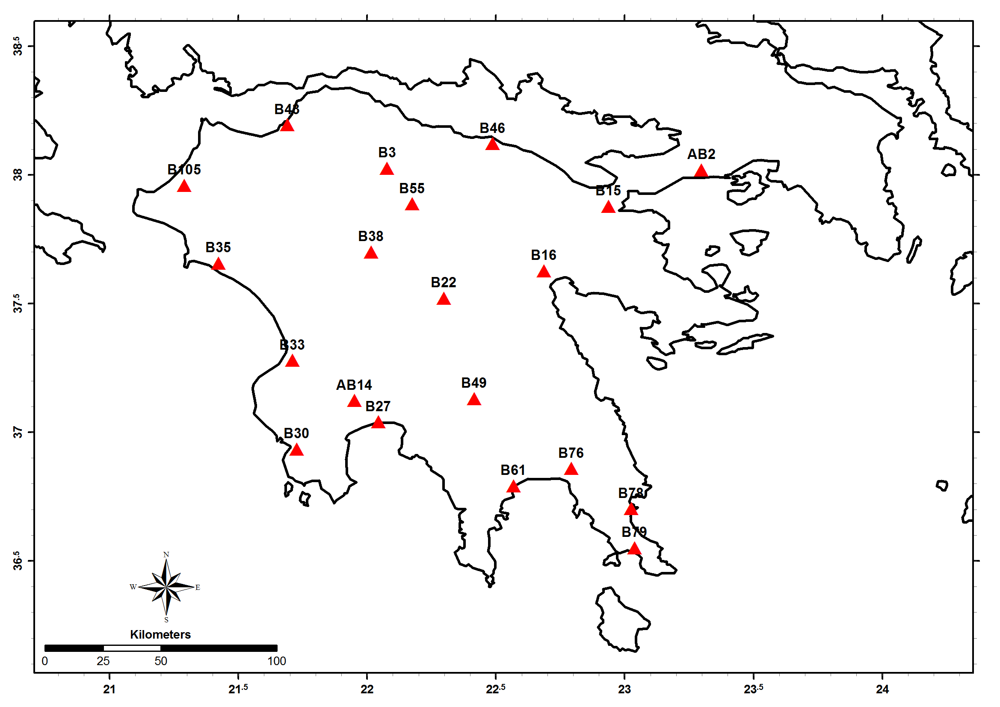 38.5
B43
B46
B3
AB2
38
B105
B55
B15
B38
B35
B16
B22
37.5
B33
B49
AB14
B27
37
B30
B76
B61
B78
B79
36.5
N
W E
S
Kilometers
0 25 50 100
21 21.5 22 22.5 23 23.5 24